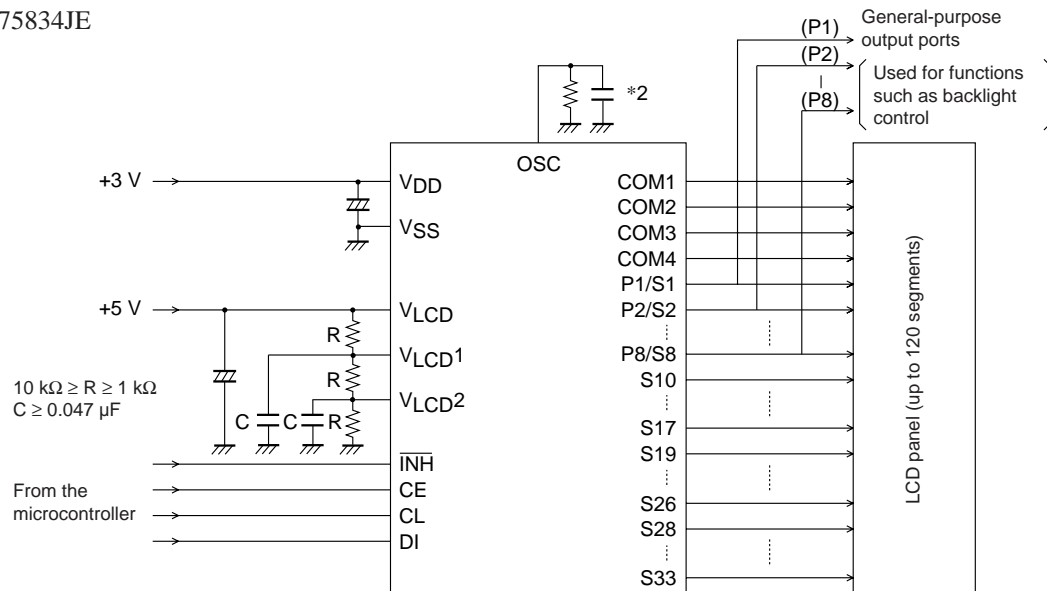 75834JE
(P1)
General-purpose
output ports
(P2)
(P8)
Used for functions
such as backlight
control
*2
OSC
+3 V
VDD
VSS
COM1
COM2
COM3
COM4
P1/S1
P2/S2
P8/S8
S10
S17
S19
S26
S28
S33
+5 V
VLCD
R
VLCD1
R
VLCD2
C
C
R
10 kΩ ≥ R ≥ 1 kΩ
C ≥ 0.047 µF
INH
CE
CL
DI
From the
microcontroller
LCD panel (up to 120 segments)